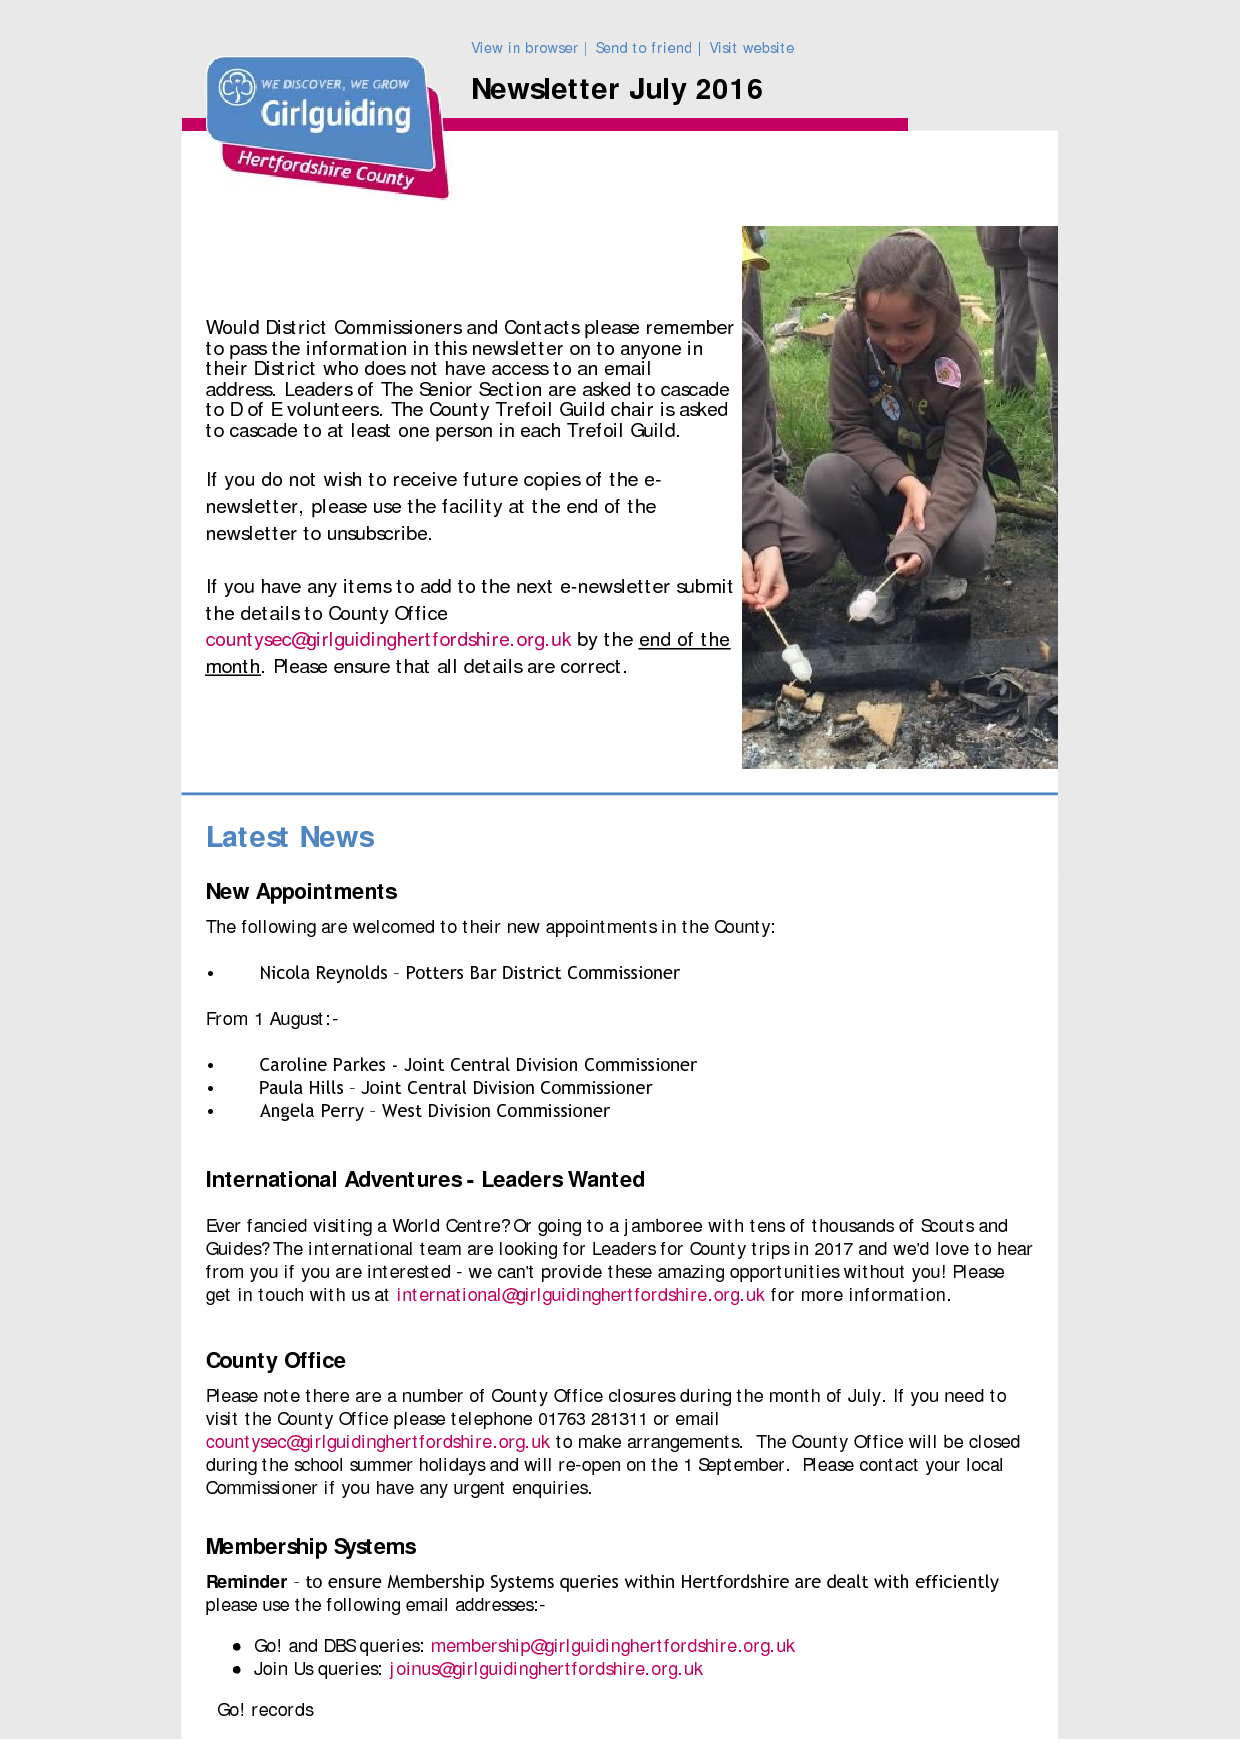 View in browser | Send to friend | Visit website
Newsletter July 2016
WE DISCOVER, WE GROW
Girlguiding
Hertfordshire County
Would District Commissioners and Contacts please remember
to pass the information in this newsletter on to anyone in
their District who does not have access to an email
address. Leaders of The Senior Section are asked to cascade
to D of E volunteers. The County Trefoil Guild chair is asked
to cascade to at least one person in each Trefoil Guild.
If you do not wish to receive future copies of the e-
newsletter, please use the facility at the end of the
newsletter to unsubscribe.
If you have any items to add to the next e-newsletter submit
the details to County Office
countysec@girlguidinghertfordshire.org.uk by the end of the
month. Please ensure that all details are correct.
Latest News
New Appointments
The following are welcomed to their new appointments in the County:
• Nicola Reynolds – Potters Bar District Commissioner
From 1 August:-
• Caroline Parkes - Joint Central Division Commissioner
• Paula Hills – Joint Central Division Commissioner
• Angela Perry – West Division Commissioner
International Adventures - Leaders Wanted
Ever fancied visiting a World Centre? Or going to a jamboree with tens of thousands of Scouts and
Guides? The international team are looking for Leaders for County trips in 2017 and we'd love to hear
from you if you are interested - we can't provide these amazing opportunities without you! Please
get in touch with us at international@girlguidinghertfordshire.org.uk for more information.
County Office
Please note there are a number of County Office closures during the month of July. If you need to
visit the County Office please telephone 01763 281311 or email
countysec@girlguidinghertfordshire.org.uk to make arrangements. The County Office will be closed
during the school summer holidays and will re-open on the 1 September. Please contact your local
Commissioner if you have any urgent enquiries.
Membership Systems
Reminder – to ensure Membership Systems queries within Hertfordshire are dealt with efficiently
please use the following email addresses:-
● Go! and DBS queries: membership@girlguidinghertfordshire.org.uk
● Join Us queries: joinus@girlguidinghertfordshire.org.uk
Go! records